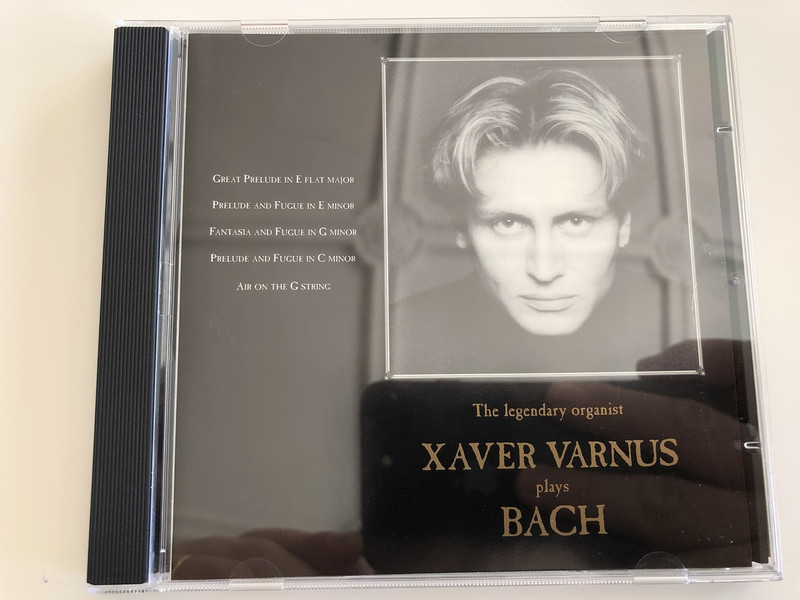 Great Prelude in E flat major
Prelude and Fugue in E minor
Fantasia and Fugue in G minor
Prelude and Fugue in C minor
Air on the G string
The legendary organist
XAVER VARNUS
plays
BACH